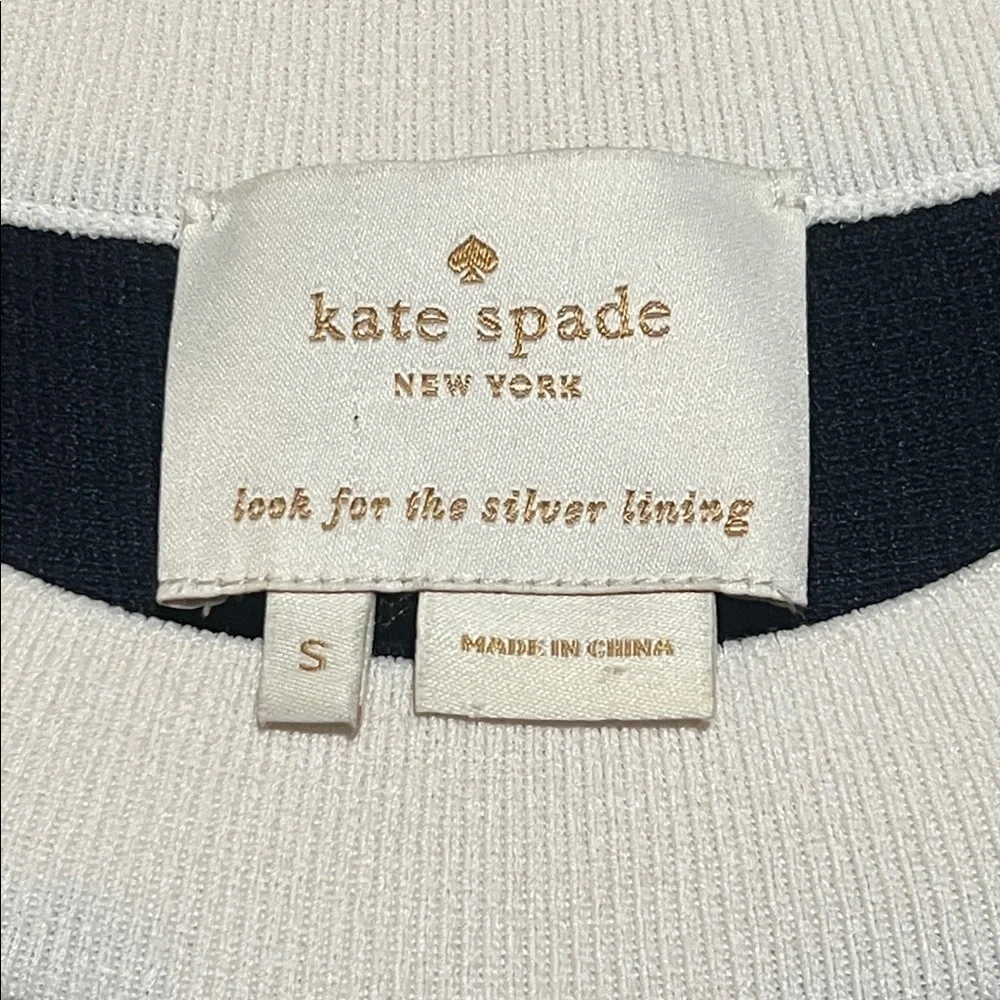 kate spade
NEW YORK
look for the silver lining
S
MADE IN CHINA